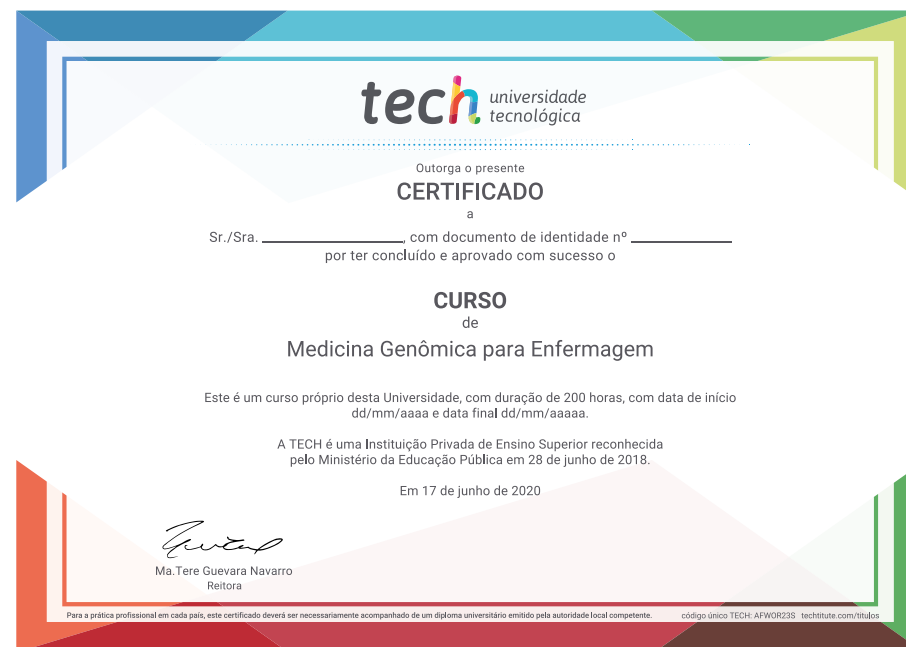 tech universidade
tecnológica
Outorga o presente
CERTIFICADO
a
Sr./Sra. ____________, com documento de identidade nº ____________
por ter concluído e aprovado com sucesso o
CURSO
de
Medicina Genômica para Enfermagem
Este é um curso próprio desta Universidade, com duração de 200 horas, com data de início
dd/mm/aaaa e data final dd/mm/aaaaa.
A TECH é uma Instituição Privada de Ensino Superior reconhecida
pelo Ministério da Educação Pública em 28 de junho de 2018.
Em 17 de junho de 2020
Ma.Tere Guevara Navarro
Reitora
Para a prática profissional em cada país, este certificado deverá ser necessariamente acompanhado de um diploma universitário emitido pela autoridade local competente. código único TECH: AFWOR23S techtitute.com/titulos